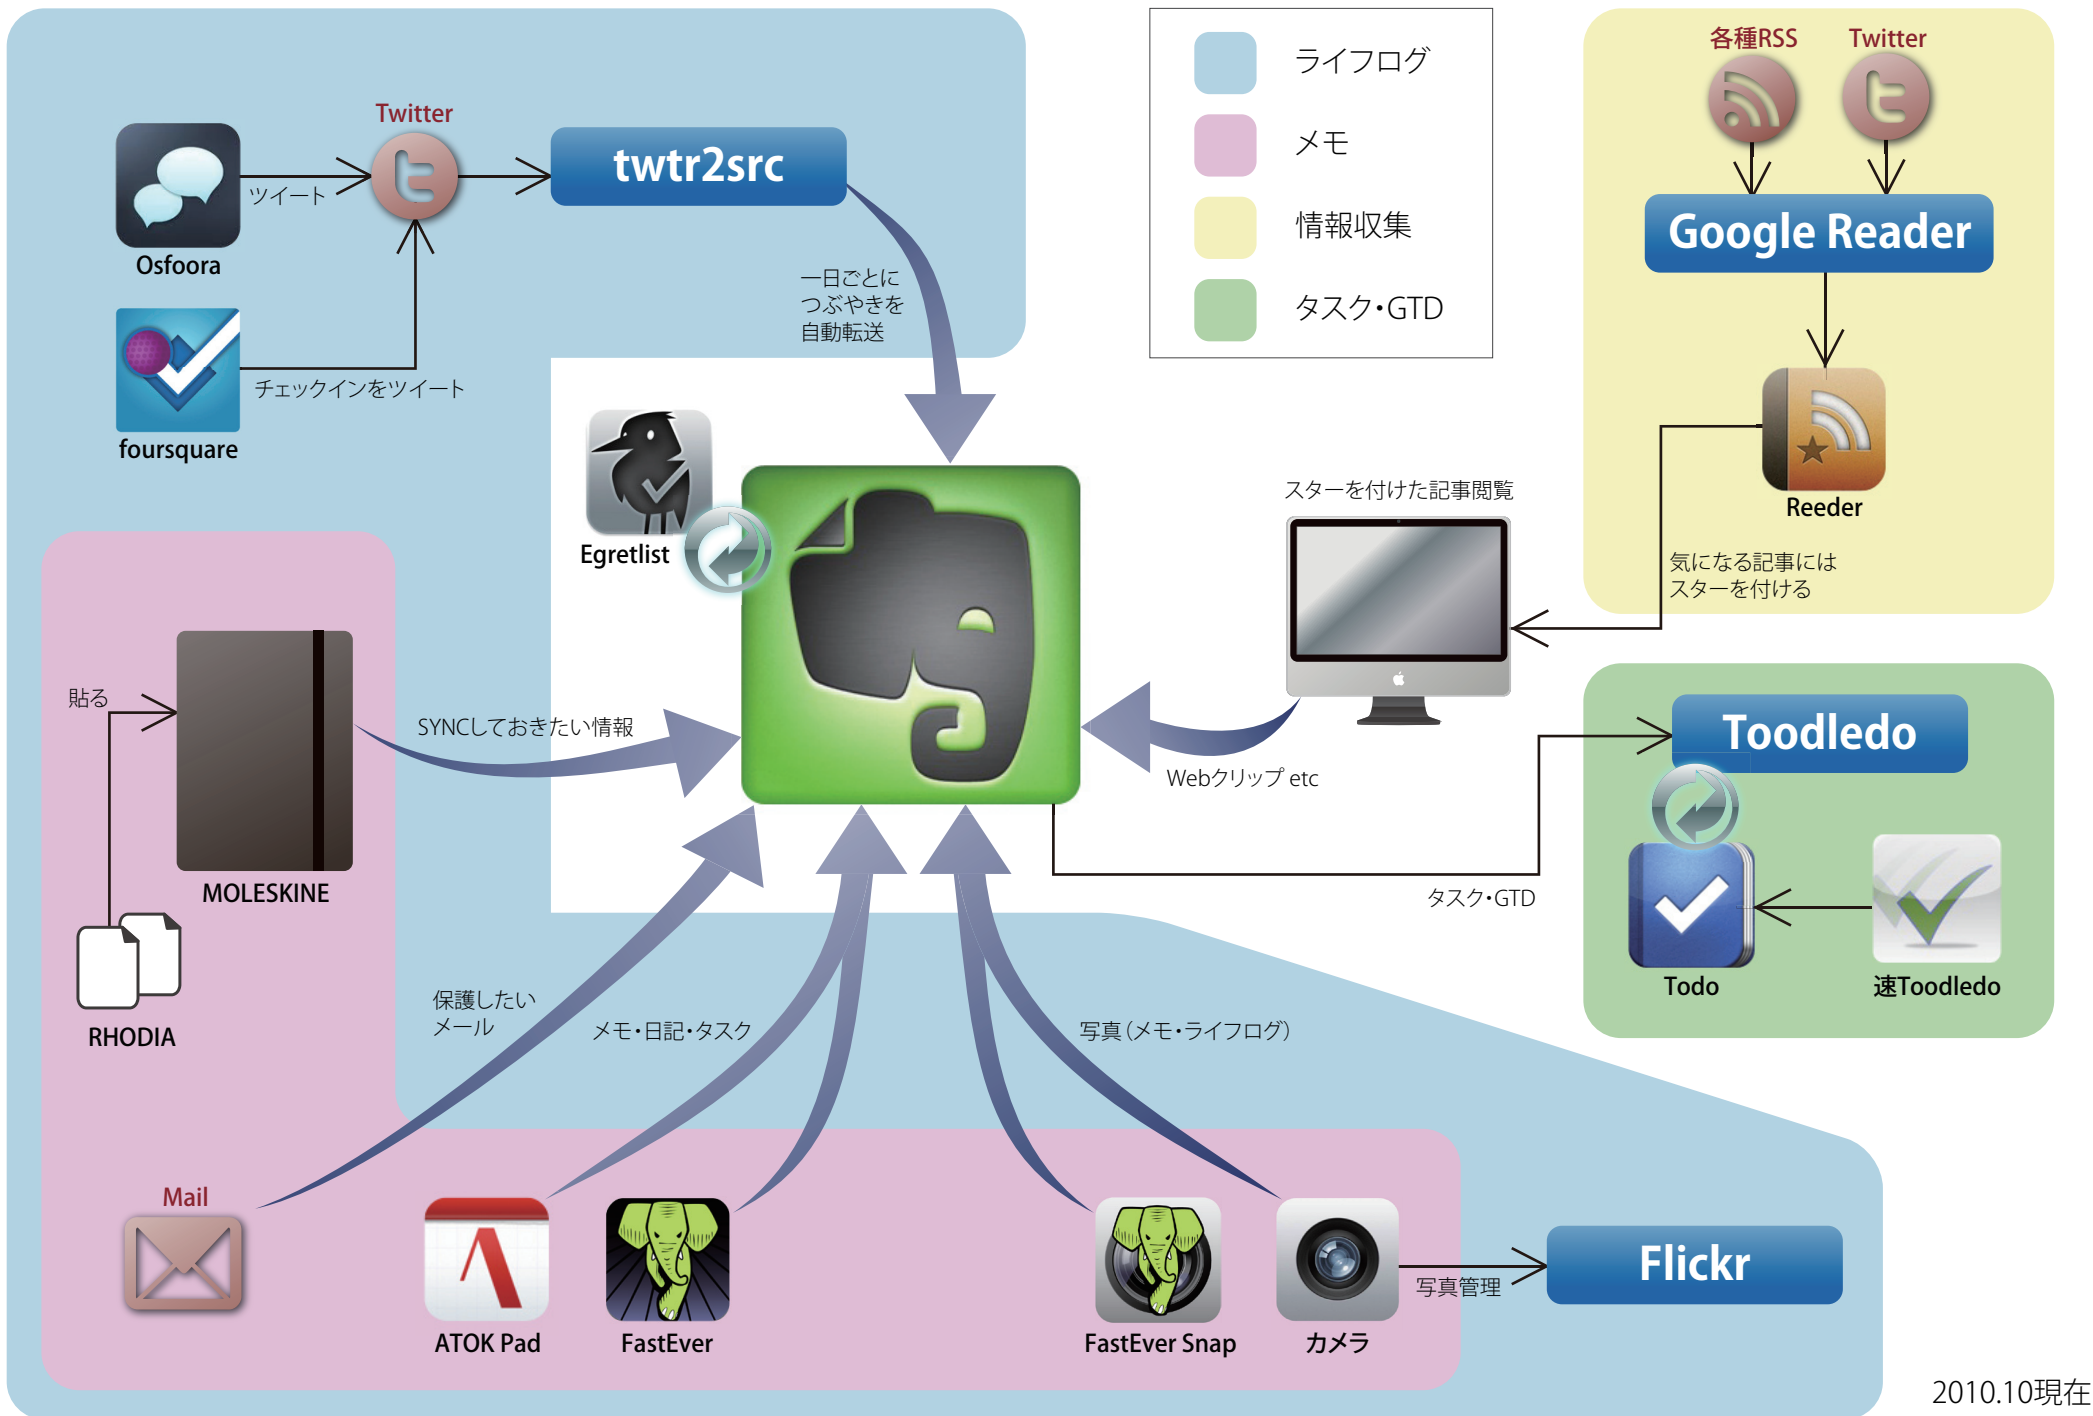 ライフログ
メモ
情報収集
タスク・GTD
各種RSS
Twitter
Google Reader
Reeder
気になる記事には
スターを付ける
Twitter
twtr2src
ツイート
Osfoora
チェックインをツイート
foursquare
一日ごとに
つぶやきを
自動転送
Egretlist
スターを付けた記事閲覧
Webクリップ etc
貼る
SYNCしておきたい情報
MOLESKINE
RHODIA
Toodledo
タスク・GTD
Todo
速Toodledo
保護したい
メール
メモ・日記・タスク
写真（メモ・ライフログ）
Mail
ATOK Pad
FastEver
FastEver Snap
カメラ
写真管理
Flickr
2010.10現在